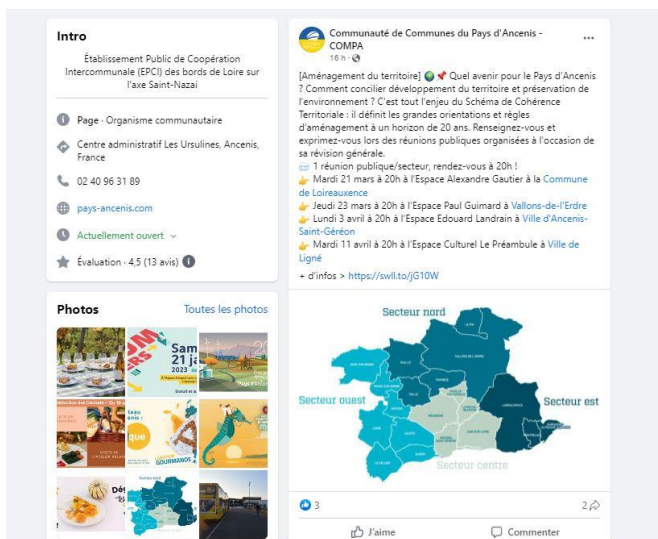 Intro
Établissement Public de Coopération
Intercommunale (EPCI) des bords de Loire sur
l'axe Saint-Nazai
Page · Organisme communautaire
Centre administratif Les Ursulines, Ancenis,
France
02 40 96 31 89
pays-ancenis.com
Actuellement ouvert
Évaluation · 4,5 (13 avis)
Photos
Toutes les photos
Sam
21 ja
2023
GOURMANDE
Communauté de Communes du Pays d'Ancenis -
COMPA
16 h ·
[Aménagement du territoire] Quel avenir pour le Pays d'Ancenis
? Comment concilier développement du territoire et préservation de
l'environnement ? C'est tout l'enjeu du Schéma de Cohérence
Territoriale : il définit les grandes orientations et règles
d'aménagement à un horizon de 20 ans. Renseignez-vous et
exprimez-vous lors des réunions publiques organisées à l'occasion de
sa révision générale.
1 réunion publique/secteur, rendez-vous à 20h !
Mardi 21 mars à 20h à l'Espace Alexandre Gautier à la Commune
de Loireauxence
Jeudi 23 mars à 20h à l'Espace Paul Guimard à Vallons-de-l'Erdre
Lundi 3 avril à 20h à l'Espace Edouard Landrain à Ville d'Ancenis-
Saint-Géréon
Mardi 11 avril à 20h à l'Espace Culturel Le Préambule à Ville de
Ligné
+ d'infos > https://swll.to/jG10W
Secteur nord
Secteur ouest
Secteur est
Secteur centre
3
2
J'aime
Commenter